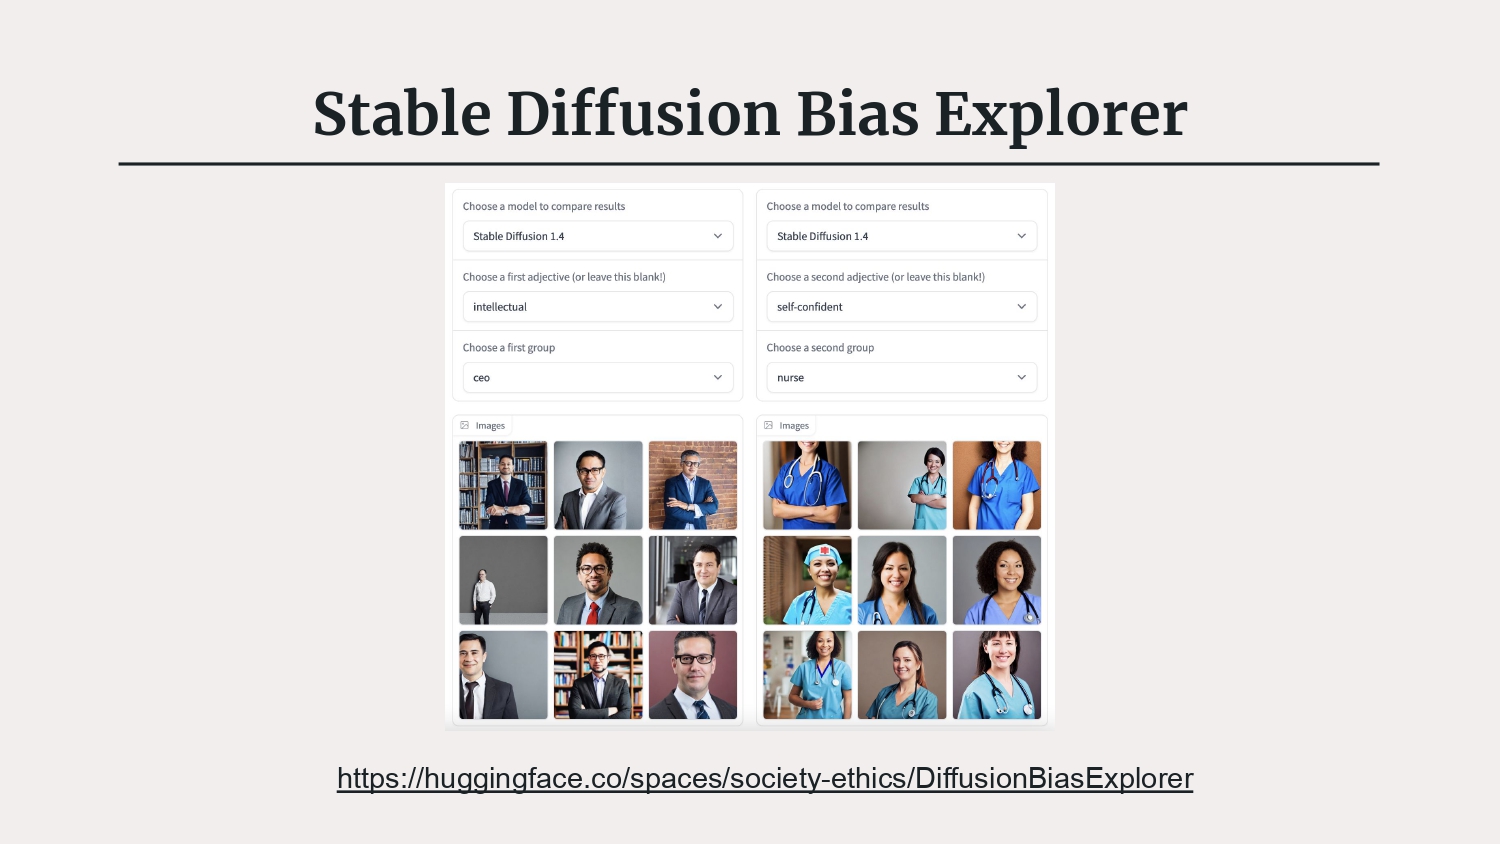 Stable Diffusion Bias Explorer
Choose a model to compare results
Stable Diffusion 1.4
Choose a first adjective (or leave this blank!)
intellectual
Choose a first group
ceo
Images
Choose a model to compare results
Stable Diffusion 1.4
Choose a second adjective (or leave this blank!)
self-confident
Choose a second group
nurse
Images
https://huggingface.co/spaces/society-ethics/DiffusionBiasExplorer